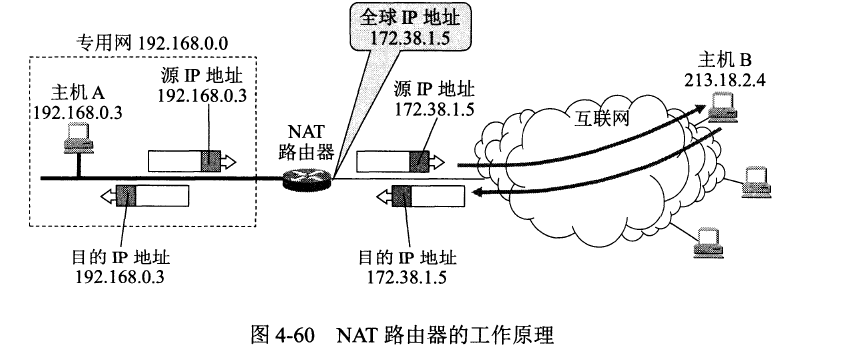 全球 IP 地址
172.38.1.5
专用网 192.168.0.0
主机 A
192.168.0.3
源 IP 地址
192.168.0.3
NAT
路由器
源 IP 地址
172.38.1.5
互联网
主机 B
213.18.2.4
目的 IP 地址
192.168.0.3
目的 IP 地址
172.38.1.5
图 4-60 NAT 路由器的工作原理